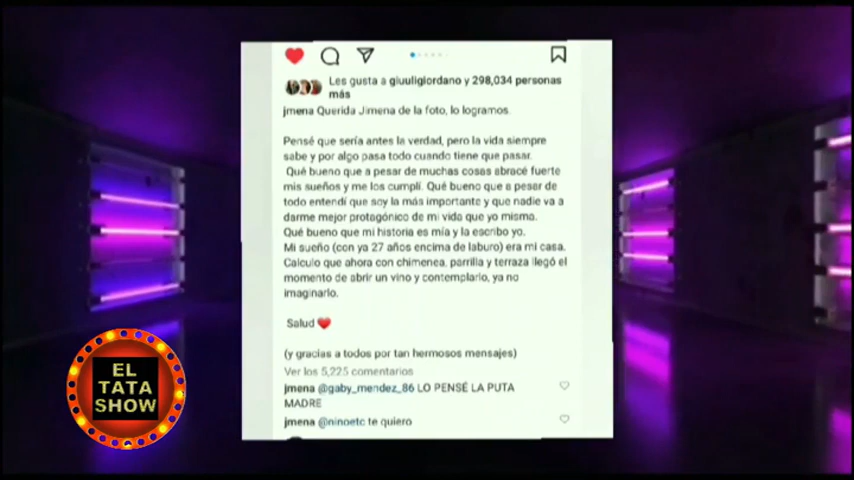 Les gusta a giuuligiordano y 298,034 personas
más
jmena Querida Jimena de la foto, lo logramos.
Pensé que sería antes la verdad, pero la vida siempre
sabe y por algo pasa todo cuando tiene que pasar.
Qué bueno que a pesar de muchas cosas abracé fuerte
mis sueños y me los cumplí. Qué bueno que a pesar de
todo entendí que soy la más importante y que nadie va a
darme mejor protagónico de mi vida que yo misma.
Qué bueno que mi historia es mía y la escribo yo.
Mi sueño (con ya 27 años encima de laburo) era mi casa.
Calculo que ahora con chimenea, parrilla y terraza llegó el
momento de abrir un vino y contemplarlo, ya no
imaginarlo.
Salud
(y gracias a todos por tan hermosos mensajes)
Ver los 5,225 comentarios
jmena @gaby_mendez_86 LO PENSÉ LA PUTA
MADRE
jmena @ninoetc te quiero
EL
TATA
SHOW